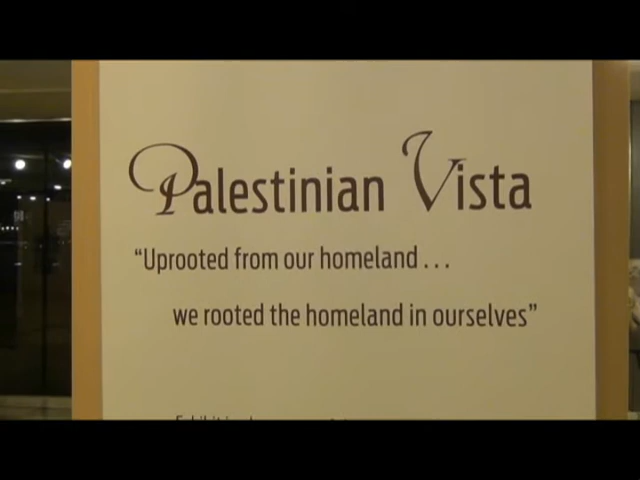 Palestinian Vista
“Uprooted from our homeland . . .
we rooted the homeland in ourselves”